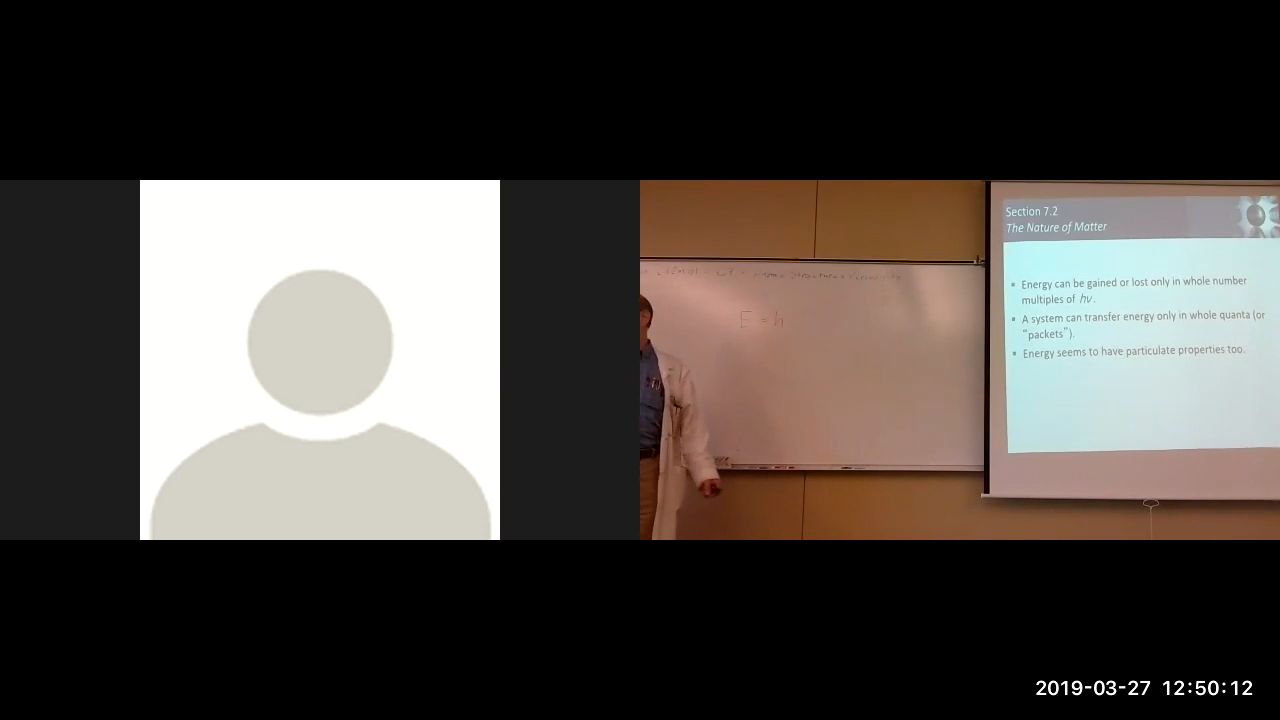 Section 7.2
The Nature of Matter
E = h
▪ Energy can be gained or lost only in whole number
multiples of hν.
▪ A system can transfer energy only in whole quanta (or
“packets”).
▪ Energy seems to have particulate properties too.
2019-03-27 12:50:12